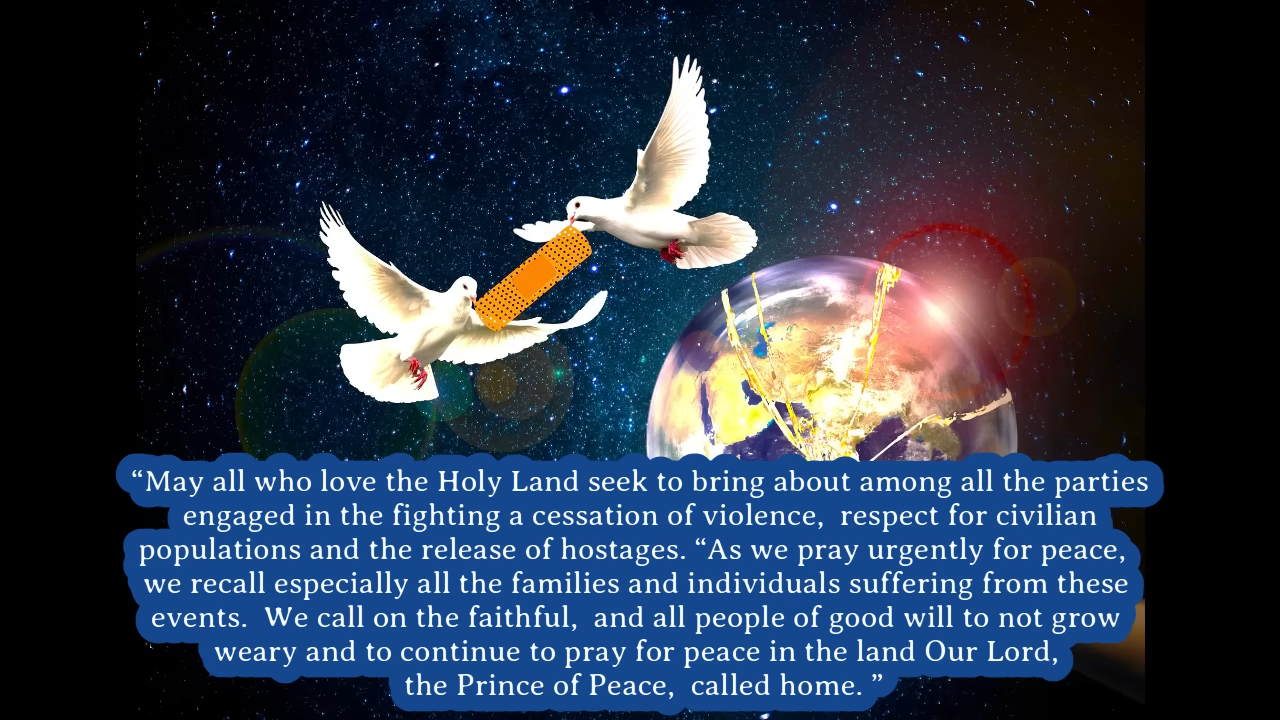 “May all who love the Holy Land seek to bring about among all the parties
engaged in the fighting a cessation of violence,  respect for civilian
populations and the release of hostages. “As we pray urgently for peace,
we recall especially all the families and individuals suffering from these
events.  We call on the faithful,  and all people of good will to not grow
weary and to continue to pray for peace in the land Our Lord,
the Prince of Peace,  called home. ”